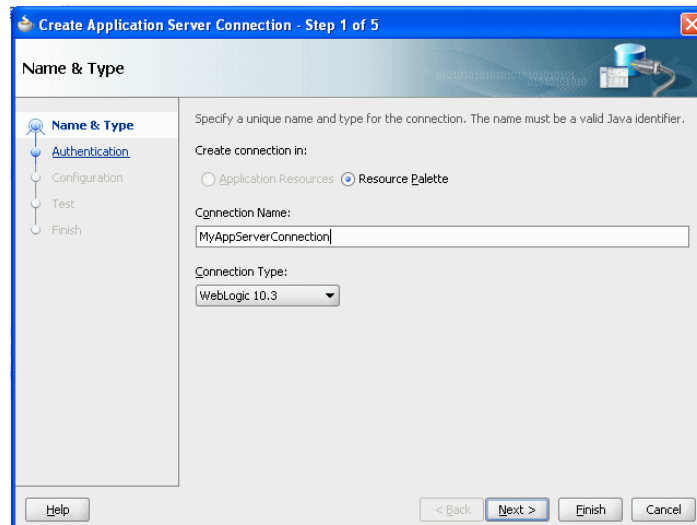 Create Application Server Connection - Step 1 of 5
Name & Type
Name & Type
Authentication
Configuration
Test
Finish
Specify a unique name and type for the connection. The name must be a valid Java identifier.
Create connection in:
Application Resources Resource Palette
Connection Name:
MyAppServerConnection
Connection Type:
WebLogic 10.3
Help < Back Next > Finish Cancel